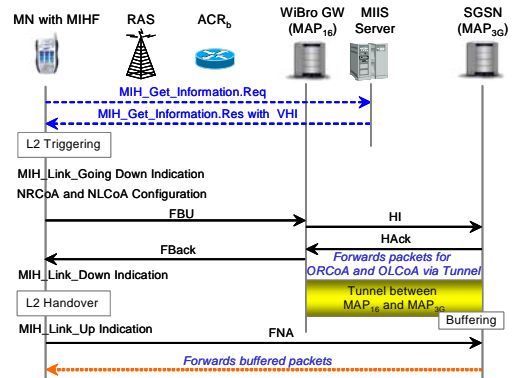 MN with MIHF
RAS
ACRb
WiBro GW
(MAP16)
MIIS
Server
SGSN
(MAP3G)
MIH_Get_Information.Req
MIH_Get_Information.Res with VHI
L2 Triggering
MIH_Link_Going Down Indication
NRCoA and NLCoA Configuration
FBU
HI
HAck
FBack
Forwards packets for
ORCoA and OLCoA via Tunnel
MIH_Link_Down Indication
Tunnel between
MAP16 and MAP3G
L2 Handover
Buffering
MIH_Link_Up Indication
FNA
Forwards buffered packets